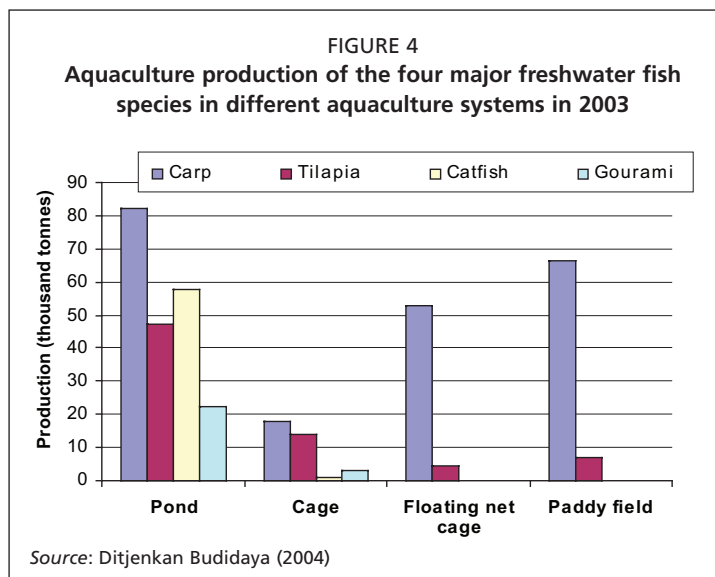 FIGURE 4
Aquaculture production of the four major freshwater fish
species in different aquaculture systems in 2003
Carp Tilapia Catfish Gourami
90
80
70
60
50
40
30
20
10
0
Production (thousand tonnes)
Pond Cage Floating net Paddy field
cage
Source: Ditjenkan Budidaya (2004)